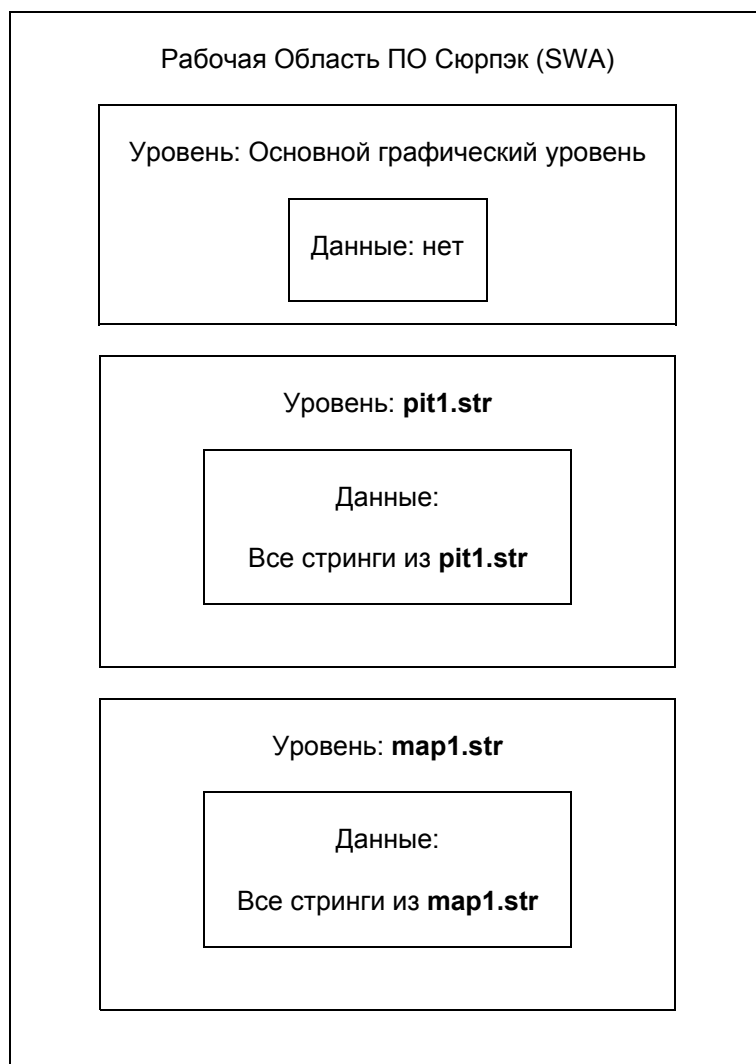 Рабочая Область ПО Сюрпэк (SWA)
Уровень: Основной графический уровень
Данные: нет
Уровень: pit1.str
Данные:
Все стринги из pit1.str
Уровень: map1.str
Данные:
Все стринги из map1.str